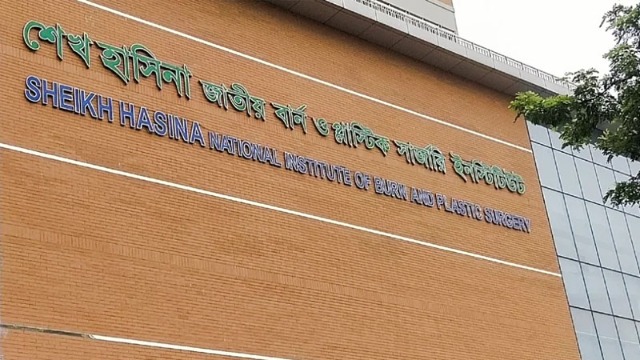 শেখ হাসিনা জাতীয় বার্ন ও প্লাস্টিক সার্জারি ইনস্টিটিউট
SHEIKH HASINA NATIONAL INSTITUTE OF BURN AND PLASTIC SURGERY